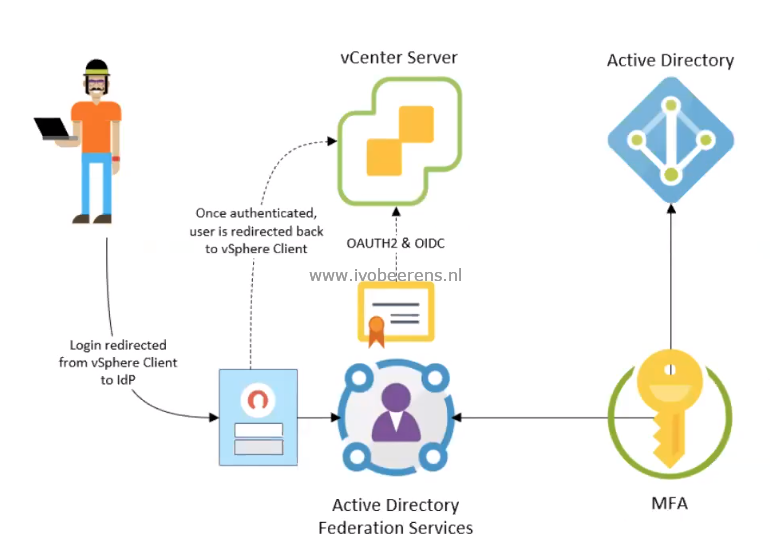 vCenter Server
Active Directory
Once authenticated,
user is redirected back
to vSphere Client
OAUTH2 & OIDC
www.ivobeerens.nl
Login redirected
from vSphere Client
to IdP
Active Directory
Federation Services
MFA